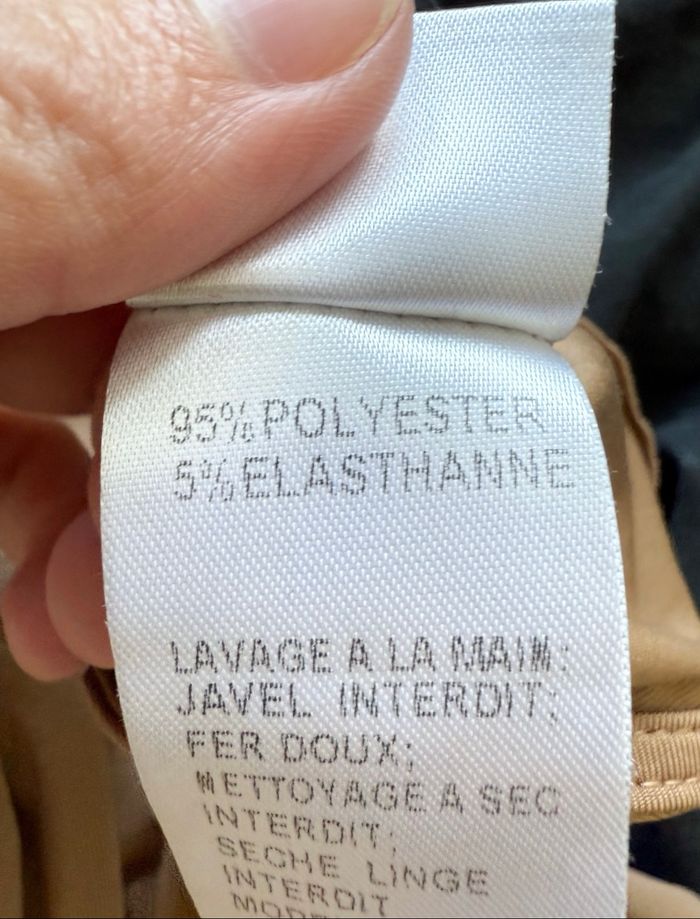 95% POLYESTER
5% ELASTHANNE
LAVAGE A LA MAIN:
JAVEL INTERDIT;
FER DOUX;
NETTOYAGE A SEC
INTERDIT;
SECHE LINGE
INTERDIT